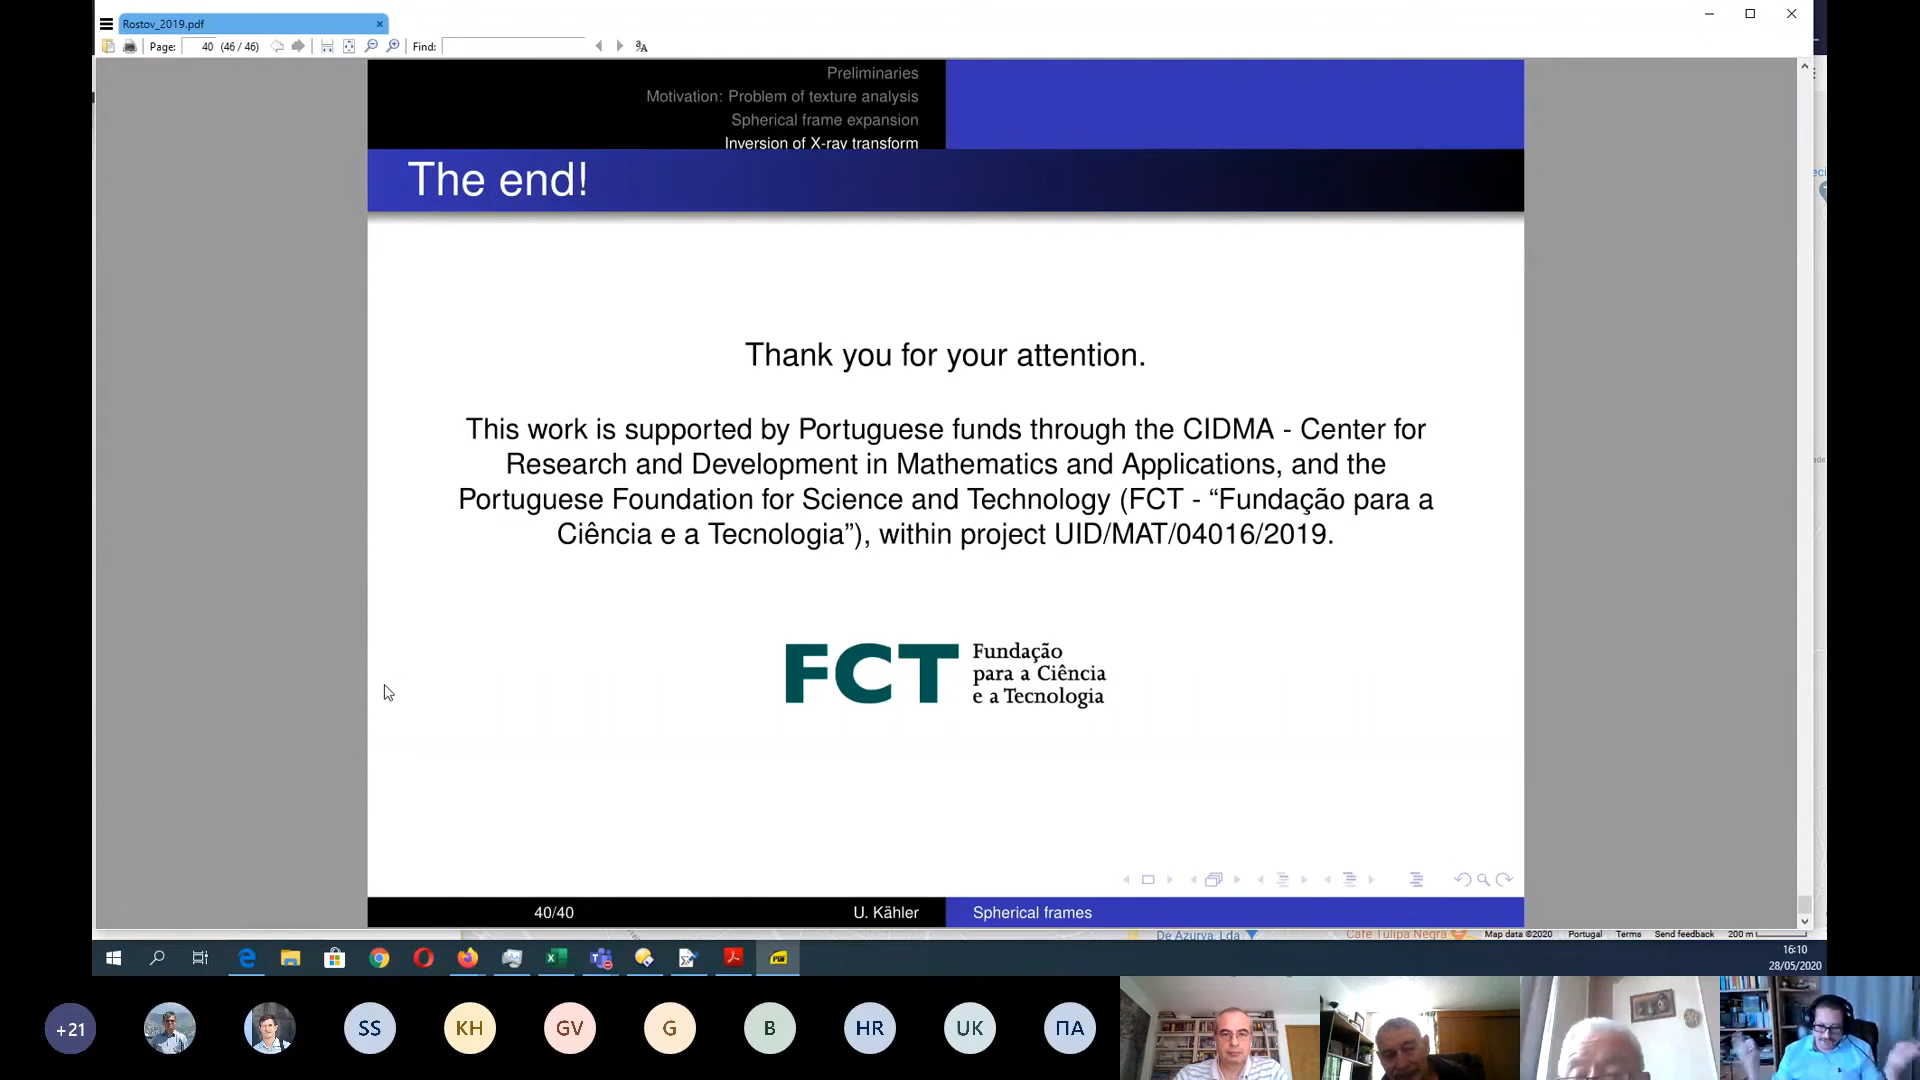 Rostov_2019.pdf
Page: 40 (46 / 46) Find:
Preliminaries
Motivation: Problem of texture analysis
Spherical frame expansion
Inversion of X-ray transform
The end!
Thank you for your attention.
This work is supported by Portuguese funds through the CIDMA - Center for
Research and Development in Mathematics and Applications, and the
Portuguese Foundation for Science and Technology (FCT - “Fundação para a
Ciência e a Tecnologia”), within project UID/MAT/04016/2019.
FCT
Fundação
para a Ciência
e a Tecnologia
40/40 U. Kähler Spherical frames
De Azurva, Lda Café Tulipa Negra Map data ©2020 Portugal Terms Send feedback 200 m
16:10
28/05/2020
+21 SS KH GV G B HR UK ПА